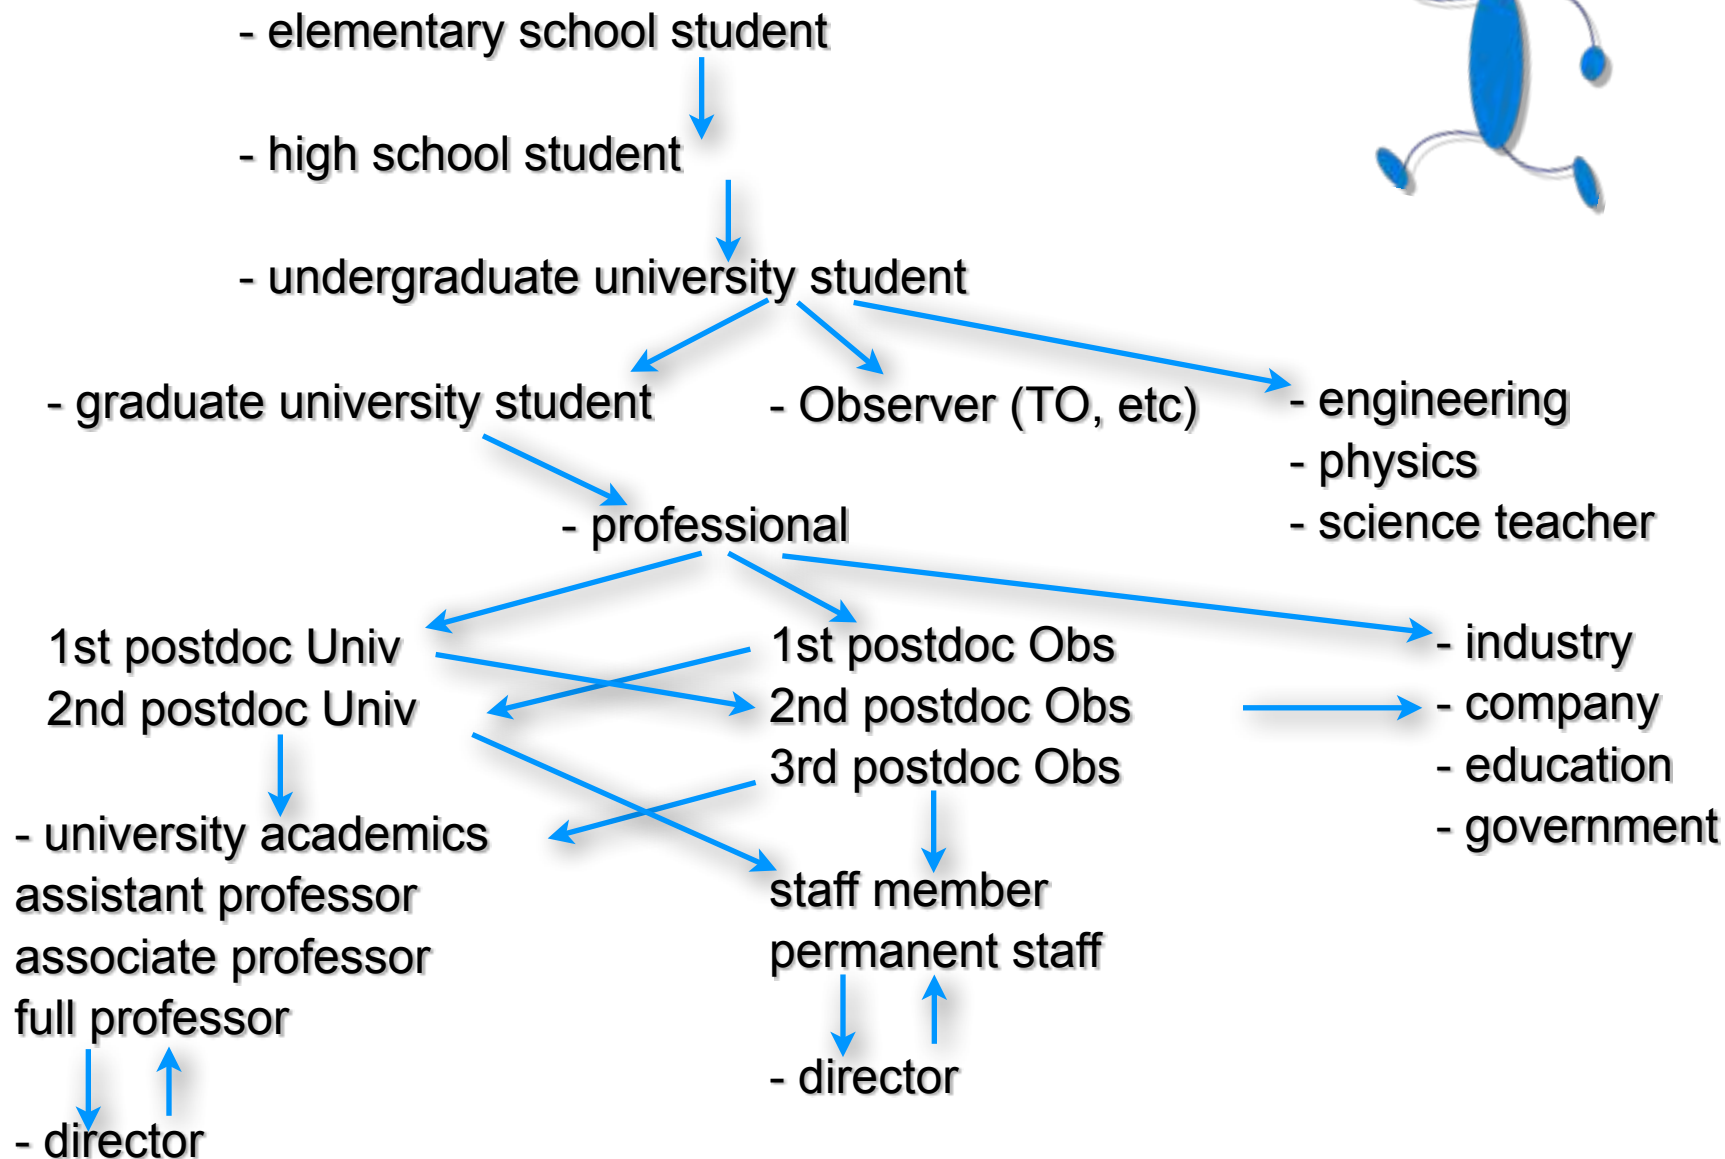 - elementary school student
- high school student
- undergraduate university student
- graduate university student
- Observer (TO, etc)
- engineering
- physics
- science teacher
- professional
1st postdoc Univ
2nd postdoc Univ
1st postdoc Obs
2nd postdoc Obs
3rd postdoc Obs
- industry
- company
- education
- government
- university academics
assistant professor
associate professor
full professor
- director
staff member
permanent staff
- director